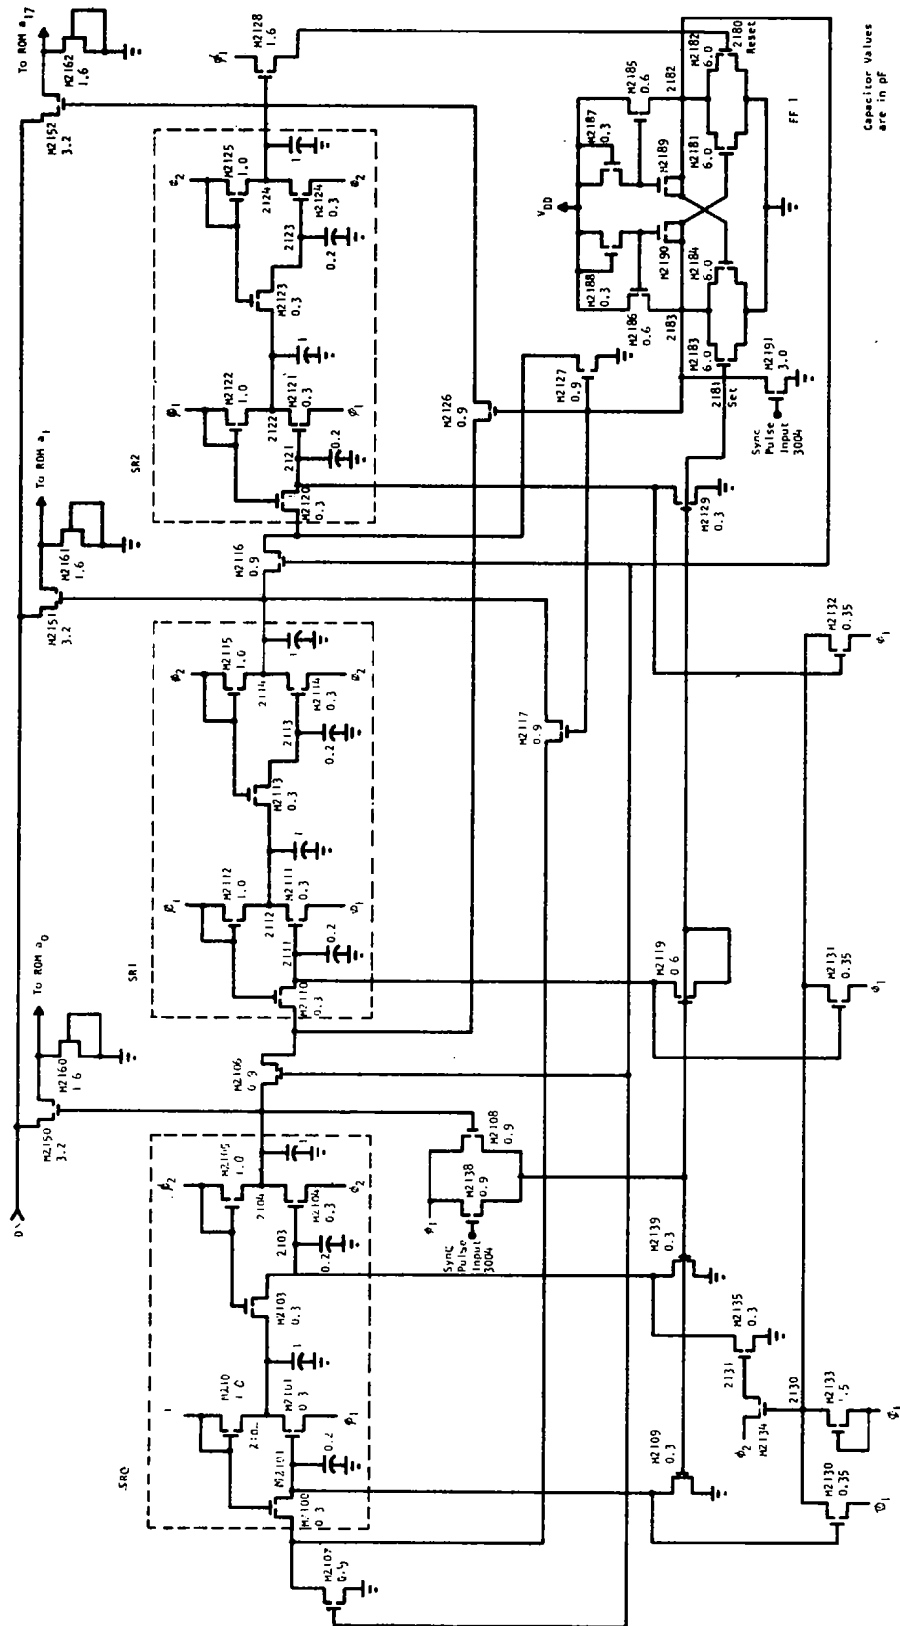 To ROM a17
M2162
1.6
M2152
3.2
M2128
1.6
φ1
To ROM a1
M2161
1.6
M2151
3.2
To ROM a0
M2160
1 6
M2150
3.2
SR2
φ2
M2125
1.0
2124
M2124
0.3
φ2
2123
0.2
M2123
0.3
1
1
φ1
M2122
1.0
2122
M2121
0.3
φ1
2121
0.2
M2120
0.3
M2116
0.9
SR1
φ2
M2115
1.0
2114
M2114
0.3
φ2
2113
0.2
M2113
0.3
1
1
φ1
M2112
1.0
2112
M2111
0.3
φ1
2111
0.2
M2110
0.3
M2106
0.9
φ2
M2105
1.0
2104
M2104
0.3
φ2
2103
0.2
M2103
0.3
1
1
M210
M2101
0.3
φ1
M2100
0.3
M2107
M2126
0.9
M2127
0.9
M2117
0.9
VDD
M2187
0.3
M2185
0.6
2182
M2182
6.0
2180
Reset
M2189
M2181
6.0
M2188
0.3
M2190
M2186
0.6
2183
M2184
6.0
M2183
6.0
2181
Set
M2191
3.0
Sync
Pulse
Input
3004
FF 1
Capacitor Values
are in pF
M2129
0.3
M2132
0.35
φ1
M2119
0.6
M2131
0.35
φ1
M2108
0.9
M2138
0.9
φ1
Sync
Pulse
Input
3004
M2139
0.3
M2135
0.3
2131
φ2
M2134
2130
M2133
φ1
M2109
0.3
M2130
0.35
φ1